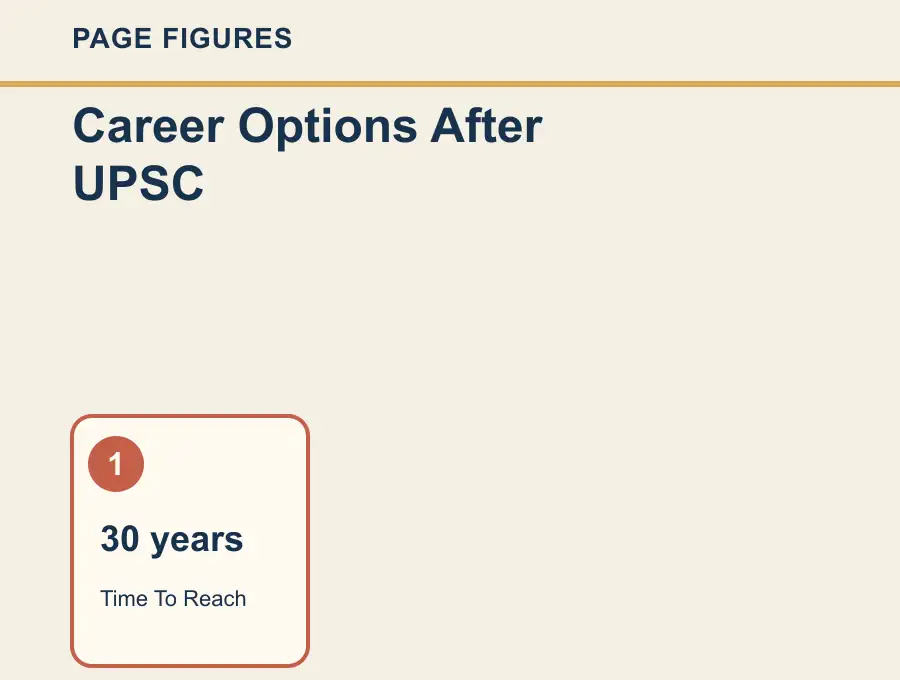 PAGE FIGURES
Career Options After
UPSC
1
30 years
Time To Reach